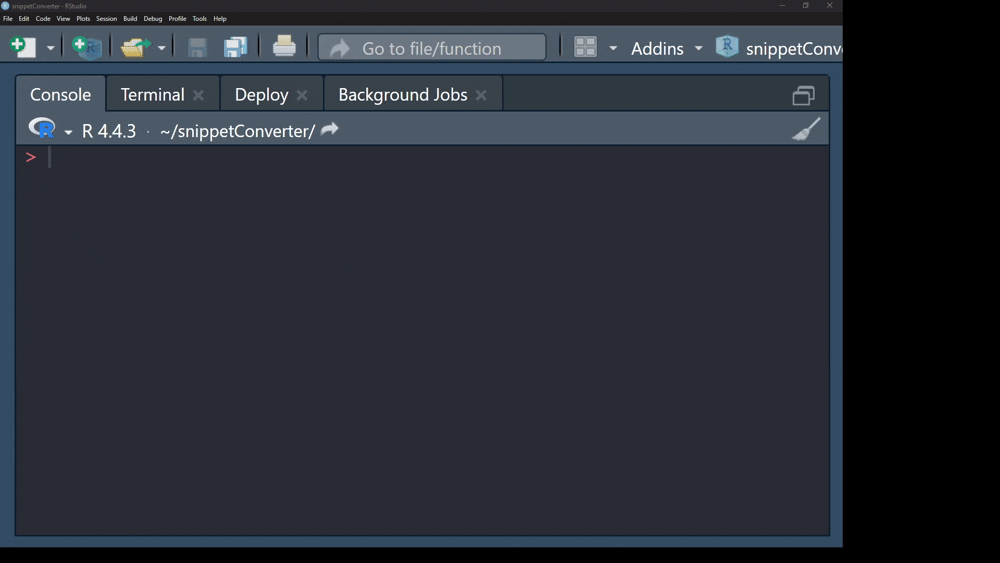 snippetConverter - RStudio
File Edit Code View Plots Session Build Debug Profile Tools Help
Go to file/function Addins R snippetConv
Console Terminal Deploy Background Jobs
R R 4.4.3 · ~/snippetConverter/
>